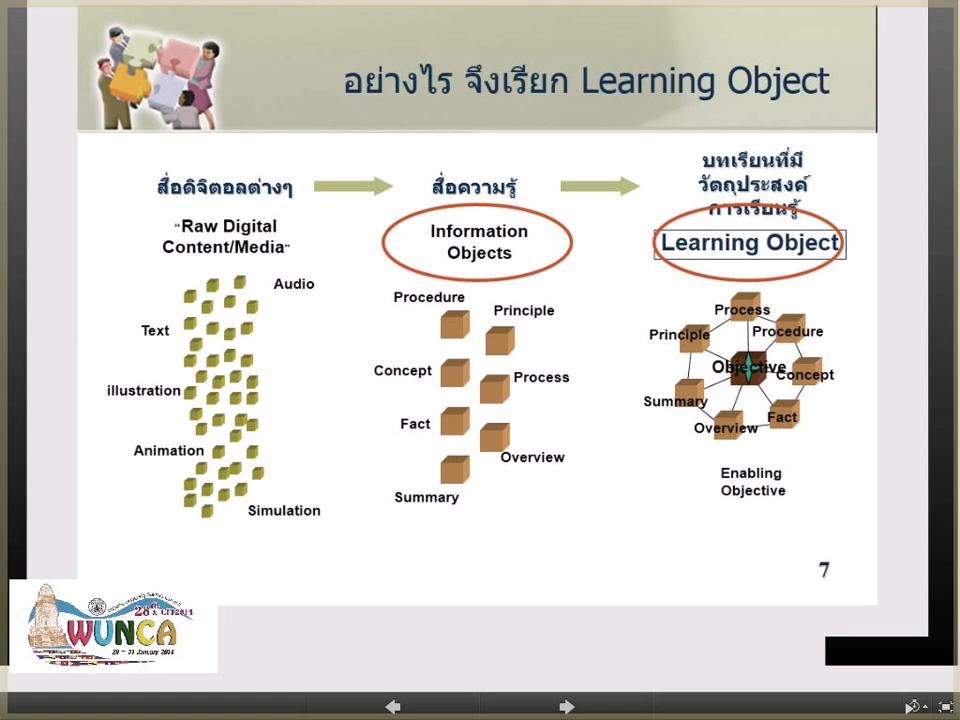 อย่างไร จึงเรียก Learning Object
สื่อดิจิตอลต่างๆ
"Raw Digital
Content/Media"
Audio
Text
illustration
Animation
Simulation
สื่อความรู้
Information
Objects
Procedure
Principle
Concept
Process
Fact
Overview
Summary
บทเรียนที่มี
วัตถุประสงค์
การเรียนรู้
Learning Object
Process
Principle
Procedure
Objective
Concept
Summary
Fact
Overview
Enabling
Objective
7
28th & CIT2014
WUNCA
29 - 31 January 2014